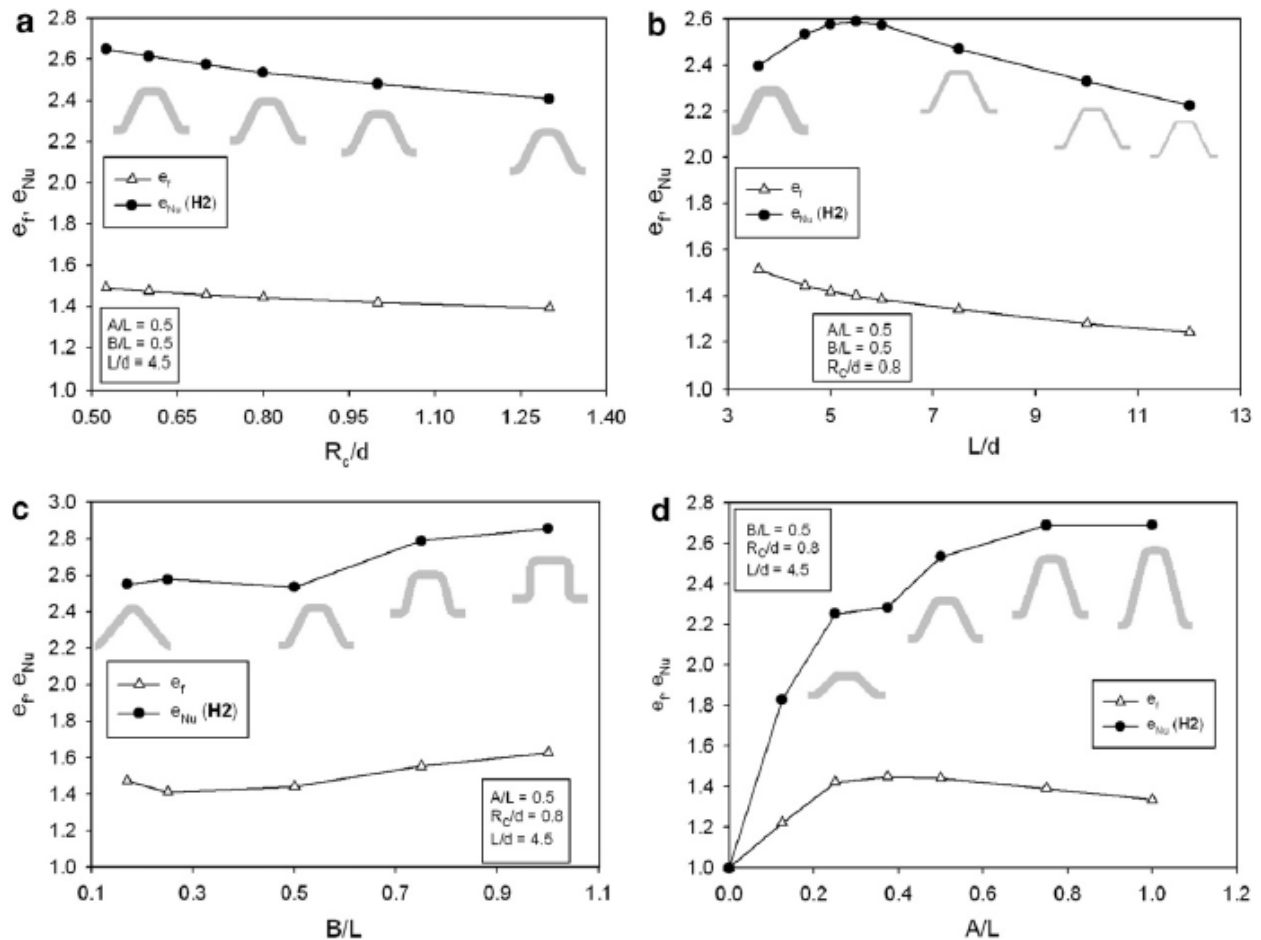 a
2.8
2.6
2.4
2.2
2.0
1.8
1.6
1.4
1.2
1.0
e_f, e_Nu
e_f
e_Nu (H2)
A/L = 0.5
B/L = 0.5
L/d = 4.5
0.50 0.65 0.80 0.95 1.10 1.25 1.40
R_c/d
b
2.6
2.4
2.2
2.0
1.8
1.6
1.4
1.2
1.0
e_f, e_Nu
e_f
e_Nu (H2)
A/L = 0.5
B/L = 0.5
R_C/d = 0.8
3 5 7 9 11 13
L/d
c
3.0
2.8
2.6
2.4
2.2
2.0
1.8
1.6
1.4
1.2
1.0
e_f, e_Nu
e_f
e_Nu (H2)
A/L = 0.5
R_C/d = 0.8
L/d = 4.5
0.1 0.3 0.5 0.7 0.9 1.1
B/L
d
2.8
2.6
2.4
2.2
2.0
1.8
1.6
1.4
1.2
1.0
e_f, e_Nu
B/L = 0.5
R_C/d = 0.8
L/d = 4.5
e_f
e_Nu (H2)
0.0 0.2 0.4 0.6 0.8 1.0 1.2
A/L